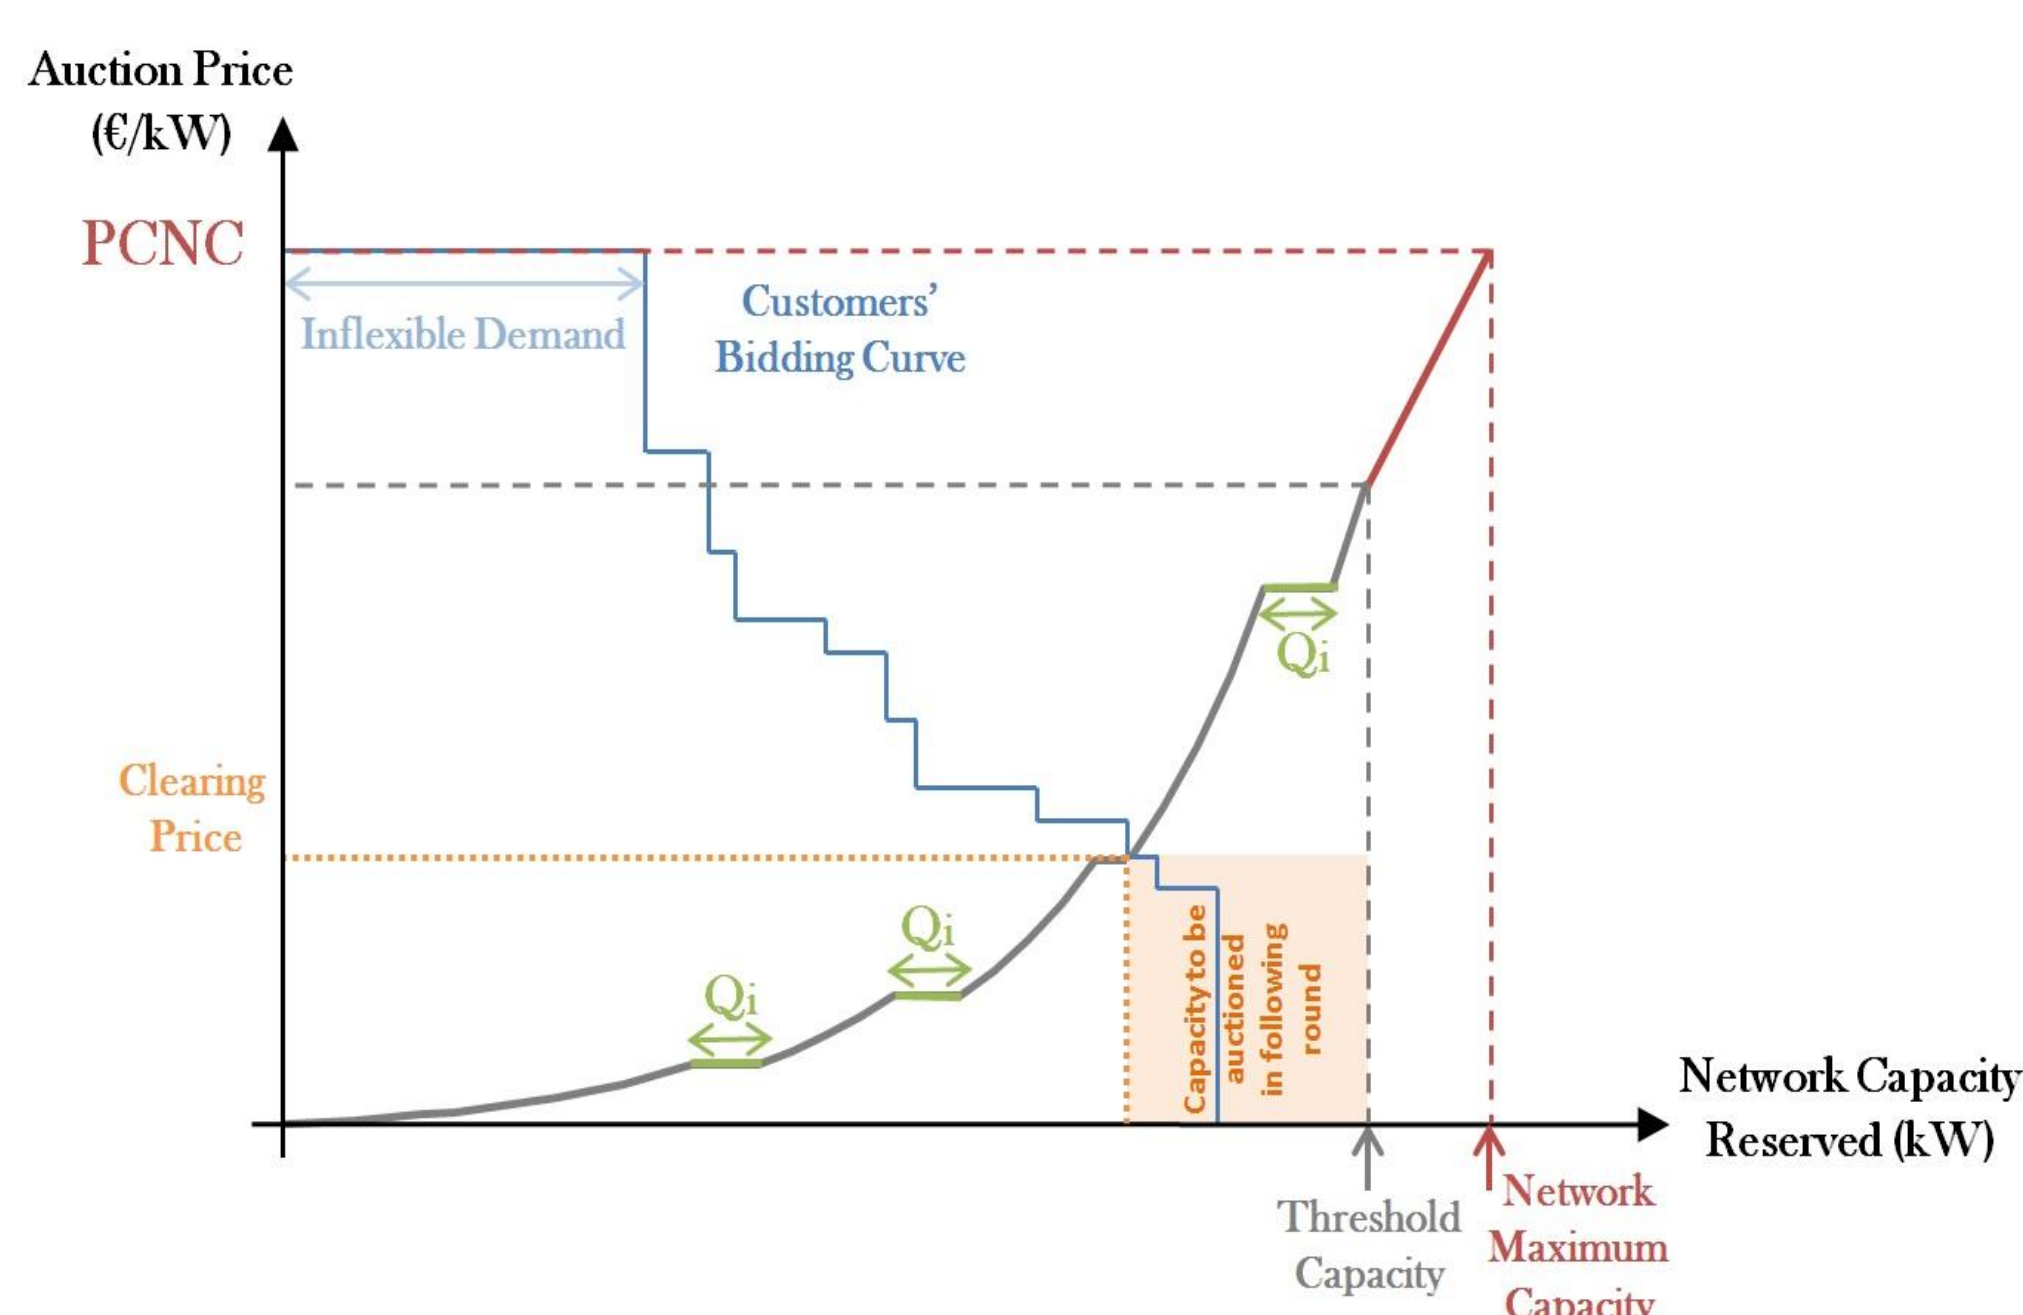 Auction Price
(€/kW)
PCNC
Inflexible Demand
Customers’
Bidding Curve
Qi
Clearing
Price
Qi
Qi
Capacity to be
auctioned
in following
round
Network Capacity
Reserved (kW)
Threshold
Capacity
Network
Maximum
Capacity